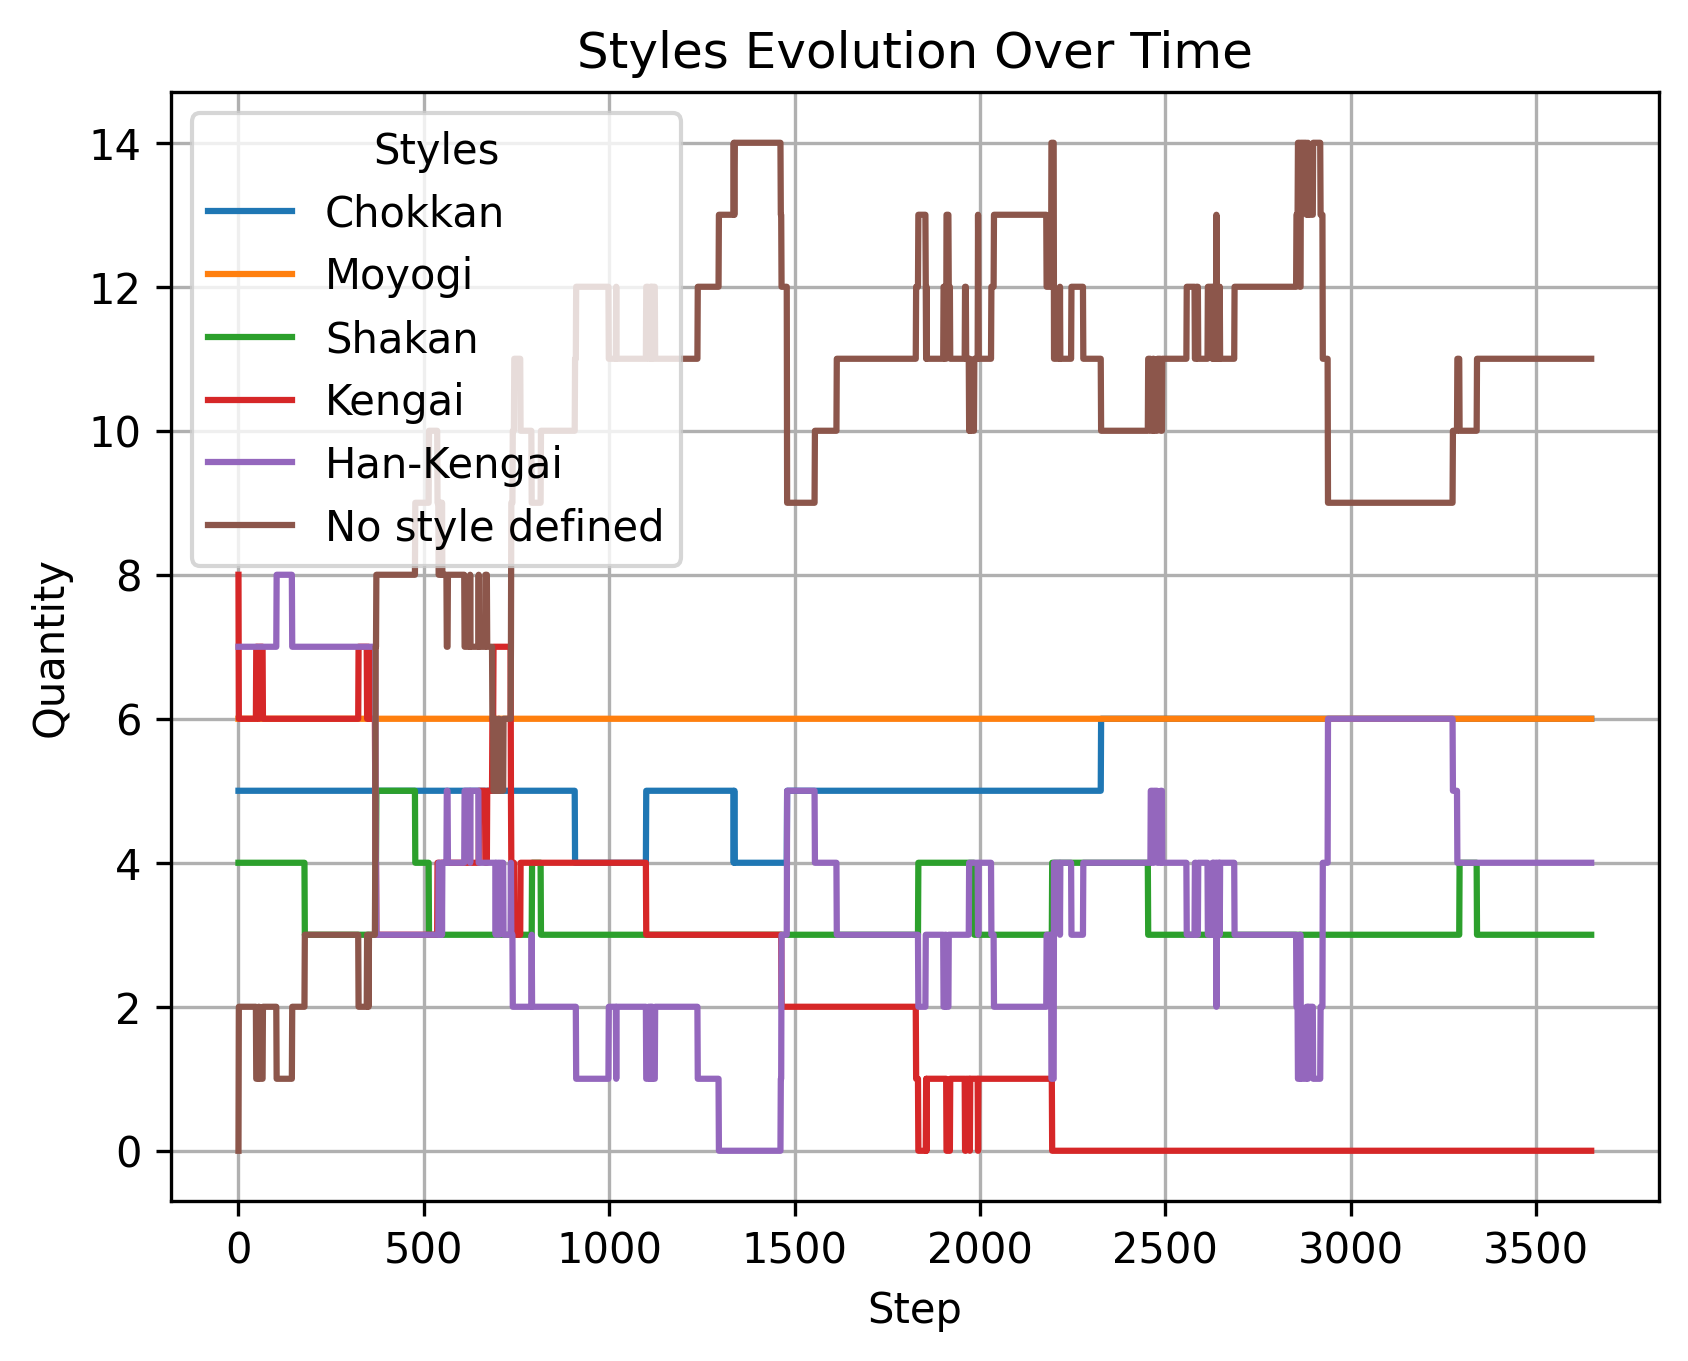 Styles Evolution Over Time
Styles
Chokkan
Moyogi
Shakan
Kengai
Han-Kengai
No style defined
Quantity
14
12
10
8
6
4
2
0
0 500 1000 1500 2000 2500 3000 3500
Step